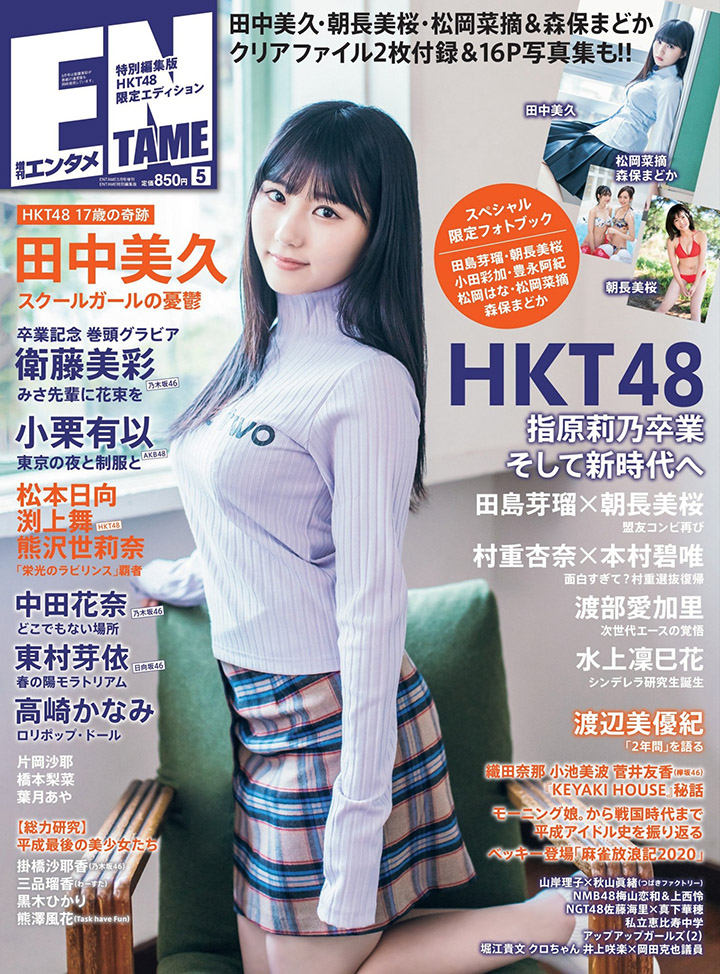 田中美久・朝長美桜・松岡菜摘&森保まどか
クリアファイル2枚付録&16P写真集も!!
特別編集版
HKT48
限定エディション
ENTAME
増刊 エンタメ
定価850円
5
田中美久
松岡菜摘
森保まどか
朝長美桜
スペシャル
限定フォトブック
田島芽瑠・朝長美桜
小田彩加・豊永阿紀
松岡はな・松岡菜摘
森保まどか
HKT48 17歳の奇跡
田中美久
スクールガールの憂鬱
卒業記念 巻頭グラビア
衛藤美彩
乃木坂46
みさ先輩に花束を
小栗有以
AKB48
東京の夜と制服と
松本日向
渕上舞
HKT48
熊沢世莉奈
「栄光のラビリンス」覇者
中田花奈
乃木坂46
どこでもない場所
東村芽依
日向坂46
春の陽モラトリアム
高崎かなみ
ロリポップ・ドール
片岡沙耶
橋本梨菜
葉月あや
【総力研究】
平成最後の美少女たち
掛橋沙耶香(乃木坂46)
三品瑠香(わーすた)
黒木ひかり
熊澤風花(Task have Fun)
HKT48
指原莉乃卒業
そして新時代へ
田島芽瑠×朝長美桜
盟友コンビ再び
村重杏奈×本村碧唯
面白すぎて?村重選抜復帰
渡部愛加里
次世代エースの覚悟
水上凜巳花
シンデレラ研究生誕生
渡辺美優紀
「2年間」を語る
織田奈那 小池美波 菅井友香(欅坂46)
『KEYAKI HOUSE』秘話
モーニング娘。から戦国時代まで
平成アイドル史を振り返る
ベッキー登場「麻雀放浪記2020」
山岸理子×秋山眞緒(つばきファクトリー)
NMB48梅山恋和&上西怜
NGT48佐藤海里×真下華穂
私立恵比寿中学
アップアップガールズ(2)
堀江貴文 クロちゃん 井上咲楽×岡田克也議員